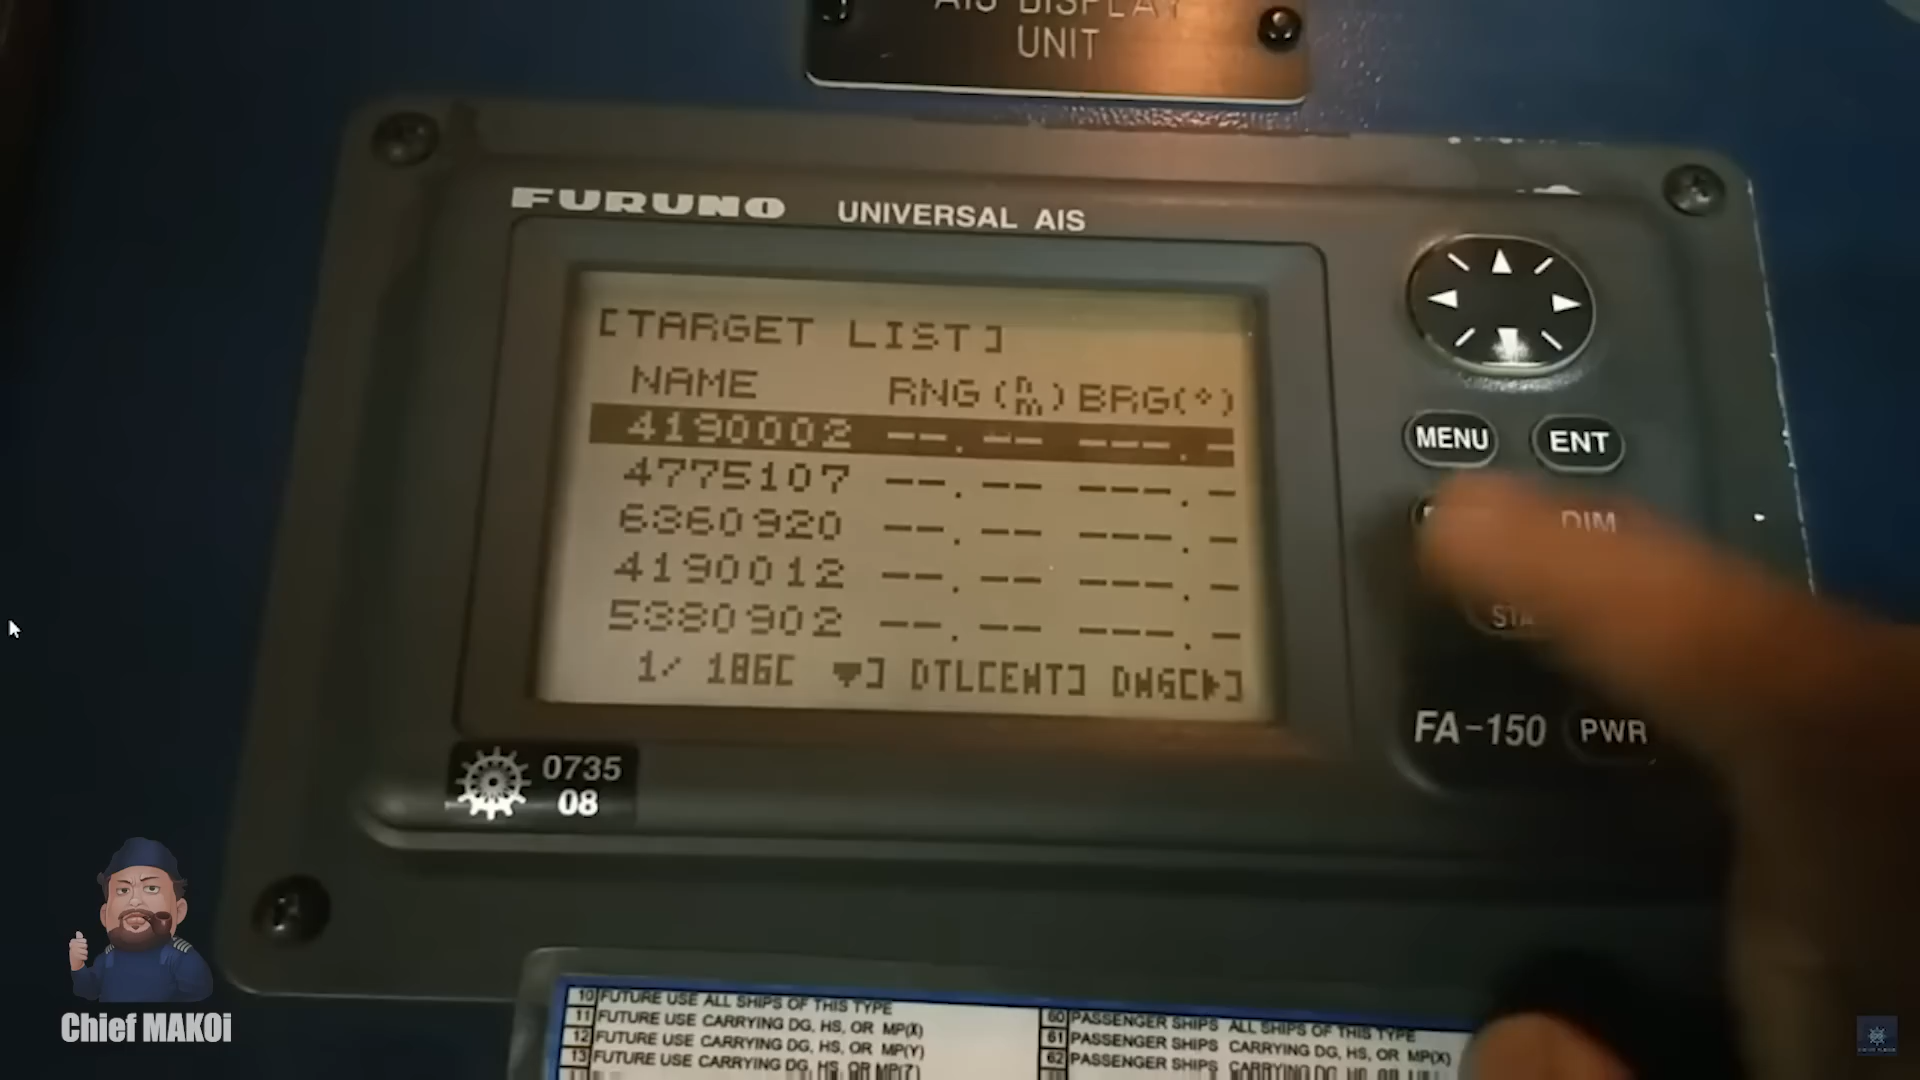 AIS DISPLAY
UNIT
FURUNO UNIVERSAL AIS
[TARGET LIST]
NAME RNG(nm) BRG(°)
4190002 --.-- ---.-
4775107 --.-- ---.-
6360920 --.-- ---.-
4190012 --.-- ---.-
5380902 --.-- ---.-
1/ 186[▼] DTL[ENT] DNG[▶]
MENU ENT
DIM
STA
FA-150 PWR
0735
08
10 FUTURE USE ALL SHIPS OF THIS TYPE
11 FUTURE USE CARRYING DG, HS, OR MP(X)
12 FUTURE USE CARRYING DG, HS, OR MP(Y)
13 FUTURE USE CARRYING DG, HS, OR MP(Z)
60 PASSENGER SHIPS ALL SHIPS OF THIS TYPE
61 PASSENGER SHIPS CARRYING DG, HS, OR MP(X)
62 PASSENGER SHIPS CARRYING DG, HS, OR
Chief MAKOi